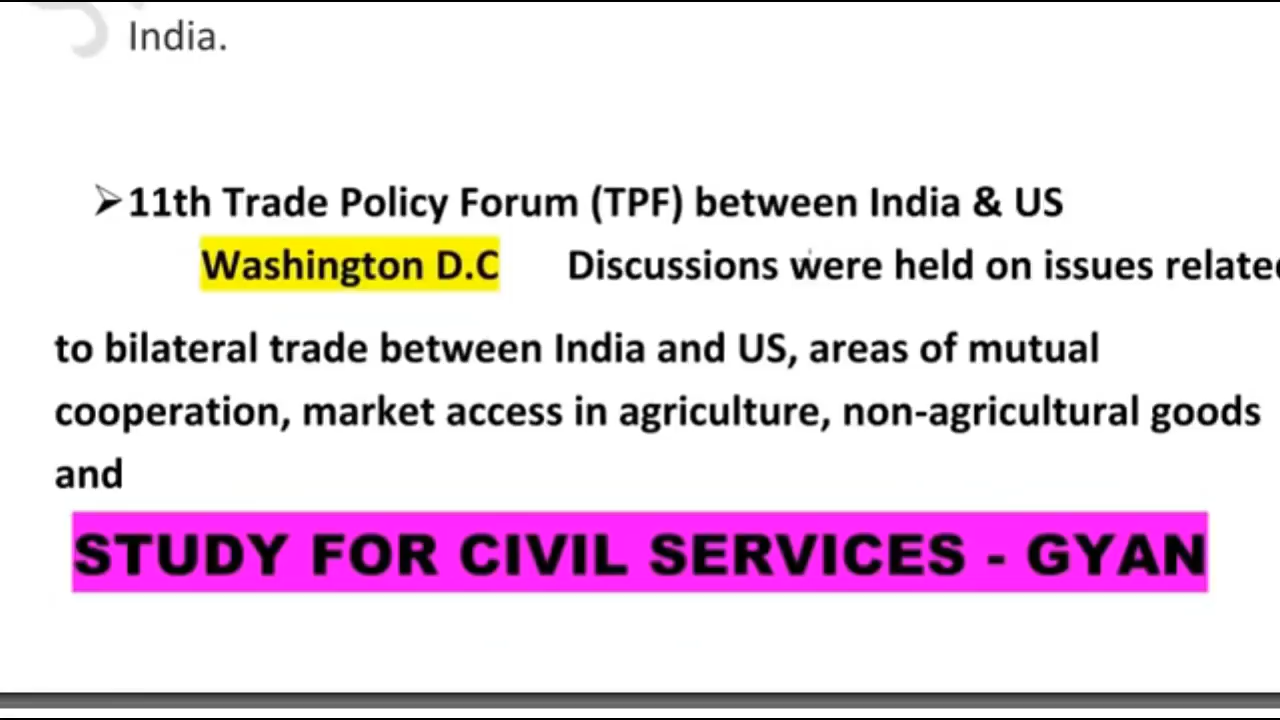 India.
➢11th Trade Policy Forum (TPF) between India & US
Washington D.C Discussions were held on issues relate
to bilateral trade between India and US, areas of mutual
cooperation, market access in agriculture, non-agricultural goods
and
STUDY FOR CIVIL SERVICES - GYAN